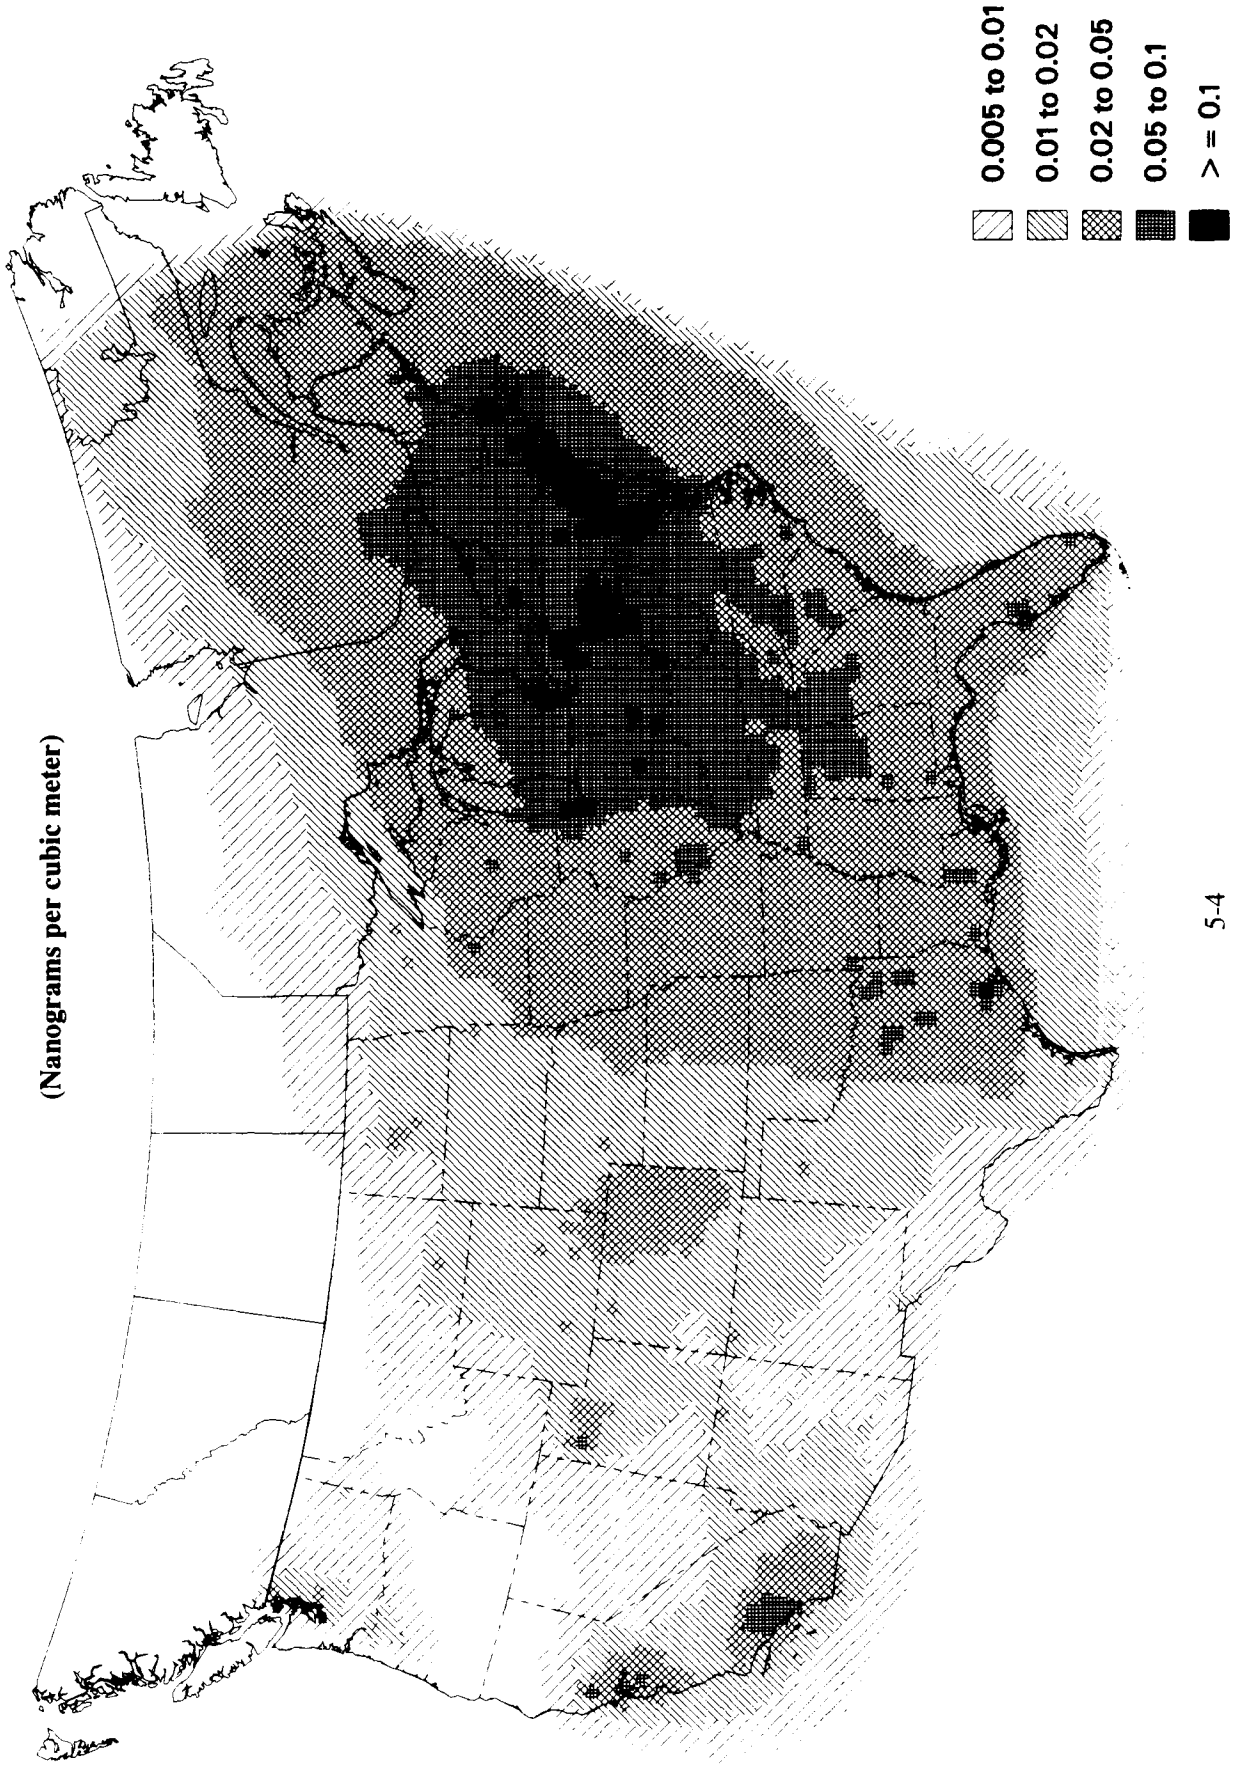 (Nanograms per cubic meter)
0.005 to 0.01
0.01 to 0.02
0.02 to 0.05
0.05 to 0.1
> = 0.1
5-4